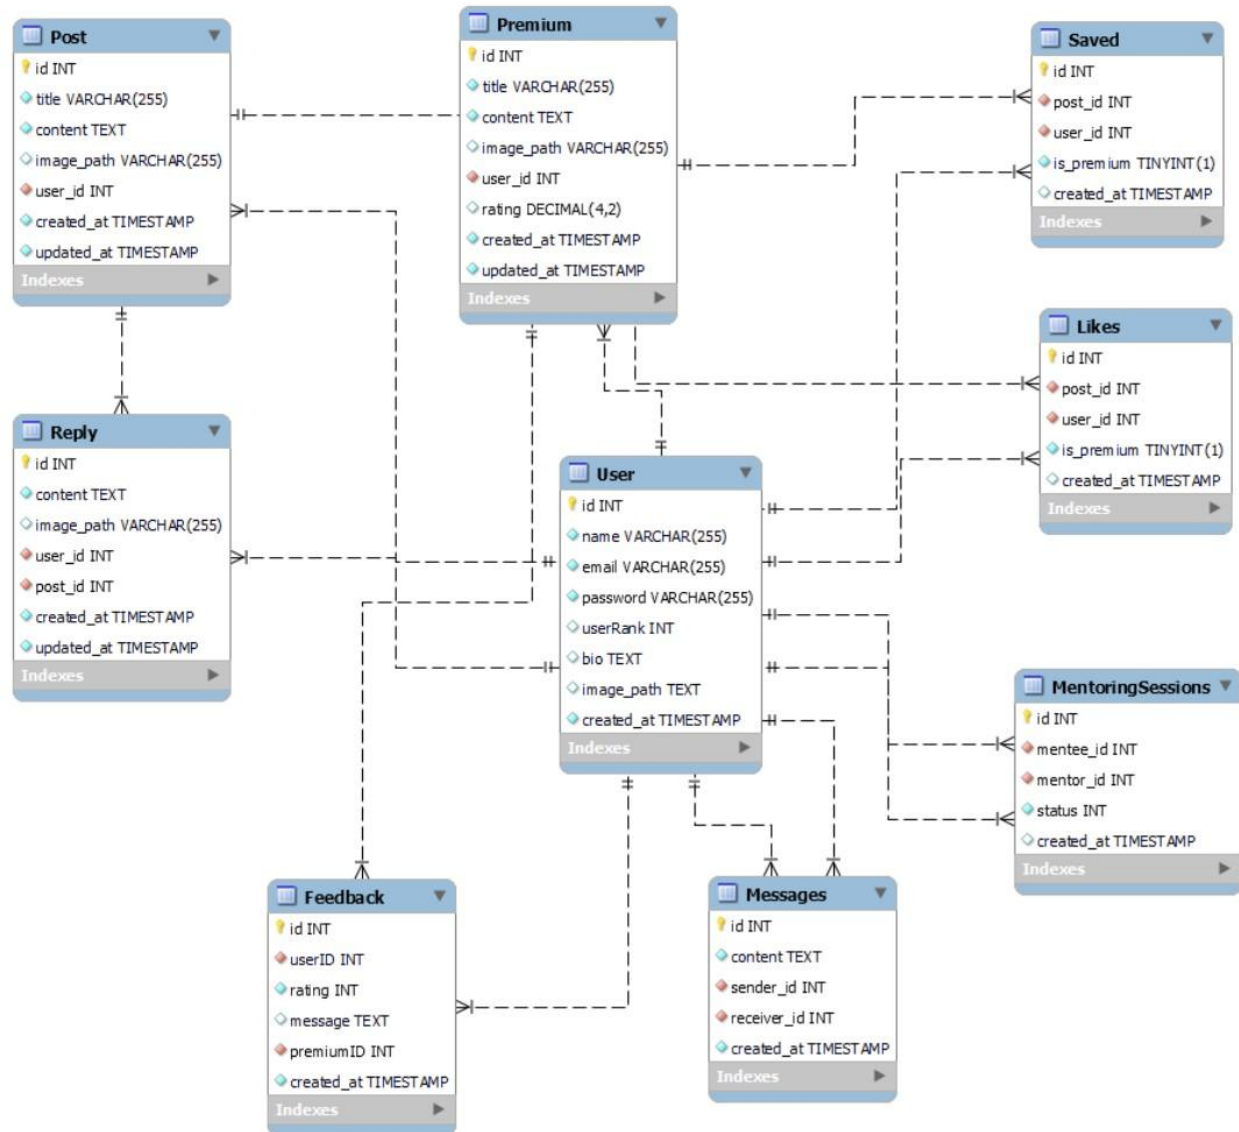 Post
id INT
title VARCHAR(255)
content TEXT
image_path VARCHAR(255)
user_id INT
created_at TIMESTAMP
updated_at TIMESTAMP
Indexes
Premium
id INT
title VARCHAR(255)
content TEXT
image_path VARCHAR(255)
user_id INT
rating DECIMAL(4,2)
created_at TIMESTAMP
updated_at TIMESTAMP
Indexes
Saved
id INT
post_id INT
user_id INT
is_premium TINYINT(1)
created_at TIMESTAMP
Indexes
Likes
id INT
post_id INT
user_id INT
is_premium TINYINT(1)
created_at TIMESTAMP
Indexes
Reply
id INT
content TEXT
image_path VARCHAR(255)
user_id INT
post_id INT
created_at TIMESTAMP
updated_at TIMESTAMP
Indexes
User
id INT
name VARCHAR(255)
email VARCHAR(255)
password VARCHAR(255)
userRank INT
bio TEXT
image_path TEXT
created_at TIMESTAMP
Indexes
MentoringSessions
id INT
mentee_id INT
mentor_id INT
status INT
created_at TIMESTAMP
Indexes
Feedback
id INT
userID INT
rating INT
message TEXT
premiumID INT
created_at TIMESTAMP
Indexes
Messages
id INT
content TEXT
sender_id INT
receiver_id INT
created_at TIMESTAMP
Indexes